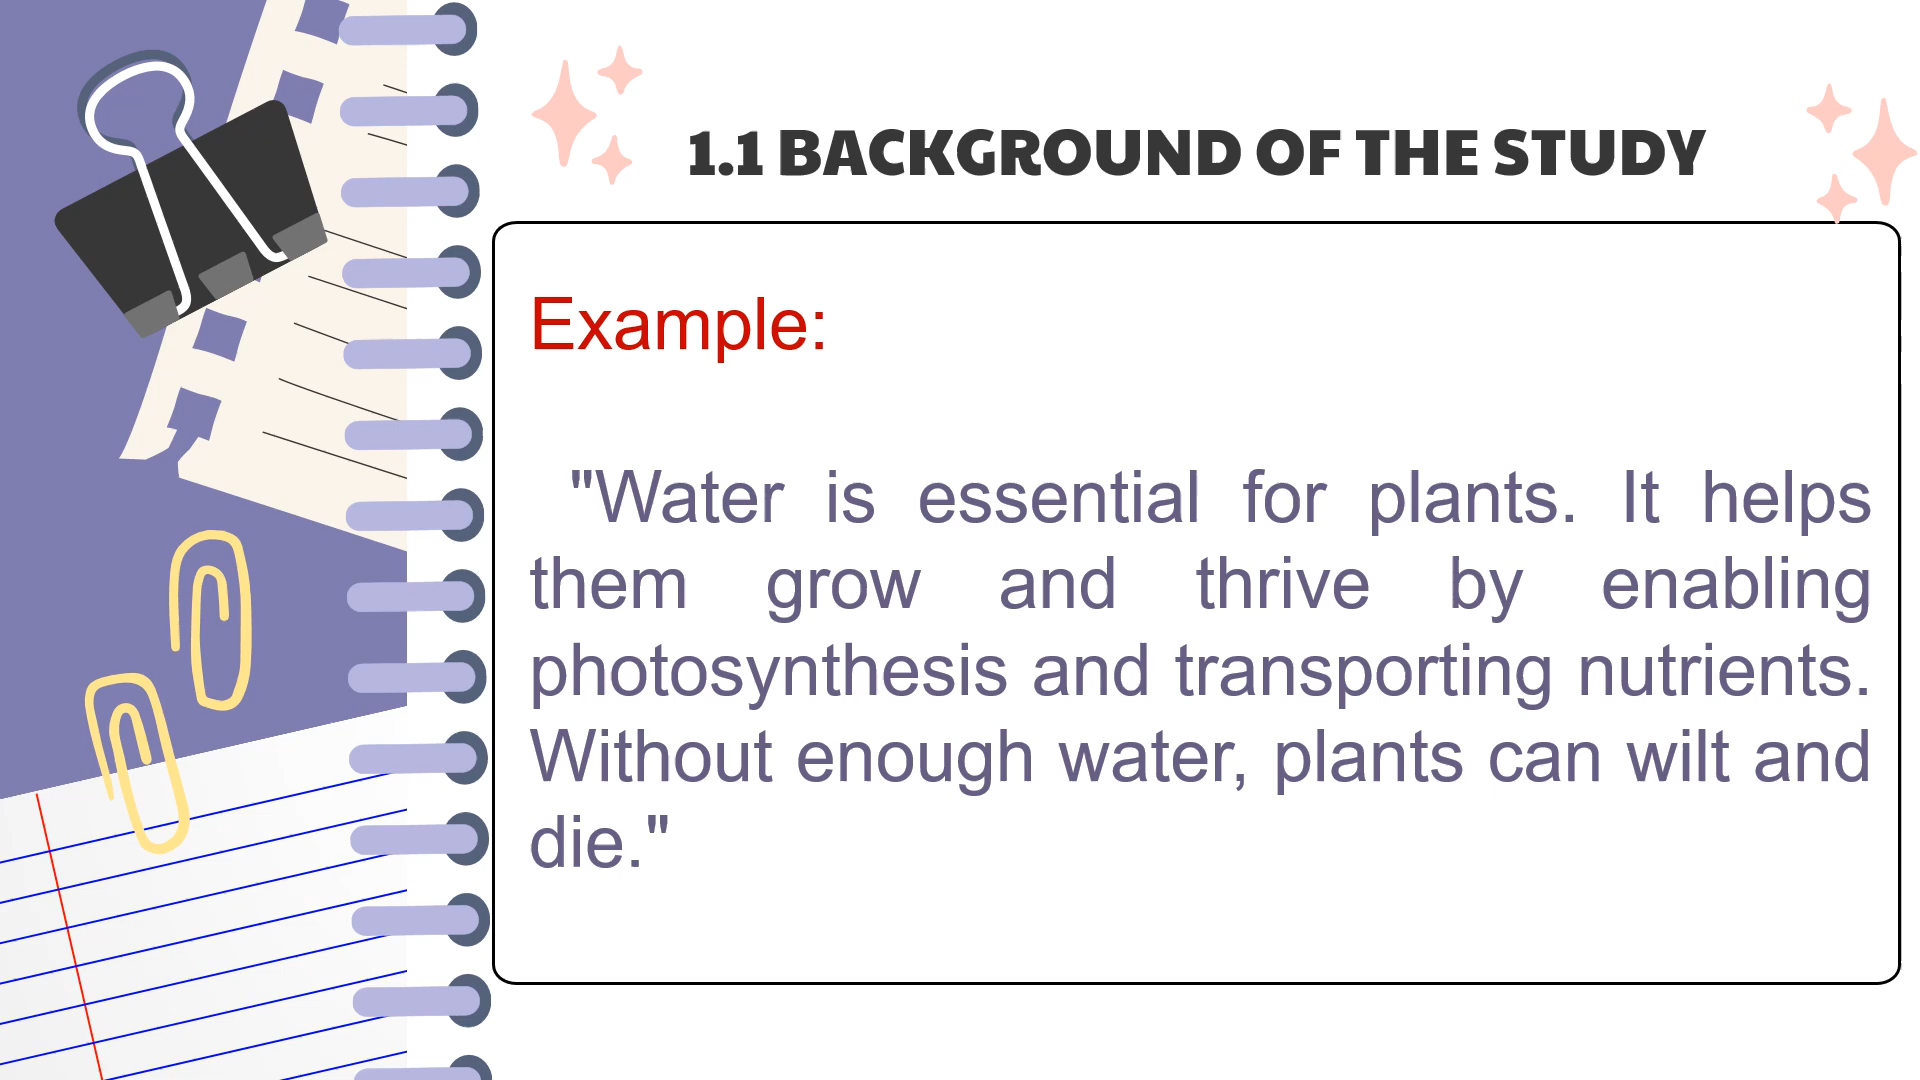 1.1 BACKGROUND OF THE STUDY
Example:
"Water is essential for plants. It helps
them grow and thrive by enabling
photosynthesis and transporting nutrients.
Without enough water, plants can wilt and
die."